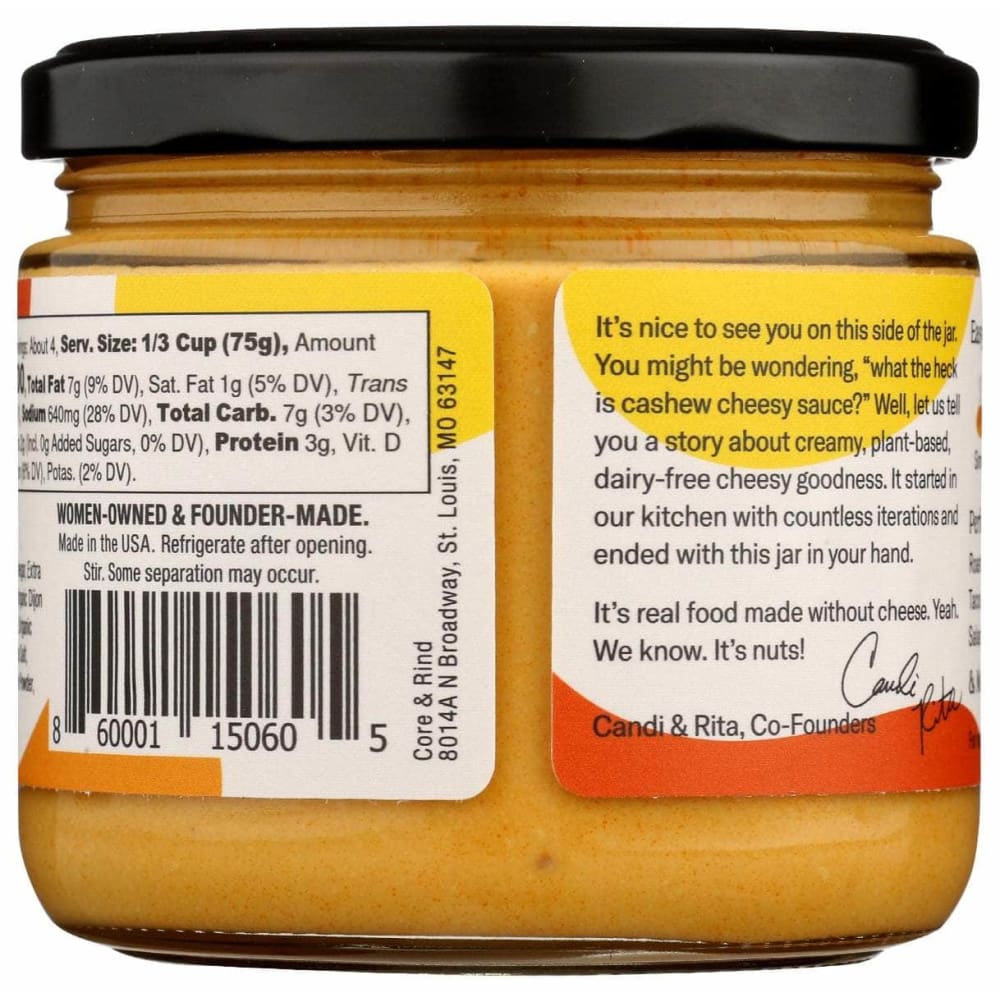 About 4, Serv. Size: 1/3 Cup (75g), Amount
Total Fat 7g (9% DV), Sat. Fat 1g (5% DV), Trans
Sodium 640mg (28% DV), Total Carb. 7g (3% DV),
Incl. 0g Added Sugars, 0% DV), Protein 3g, Vit. D
DV), Potas. (2% DV).
WOMEN-OWNED & FOUNDER-MADE.
Made in the USA. Refrigerate after opening.
Stir. Some separation may occur.
Extra
Dijon
8 60001 15060 5
Core & Rind
8014A N Broadway, St. Louis, MO 63147
It's nice to see you on this side of the jar.
You might be wondering, “what the heck
is cashew cheesy sauce?” Well, let us tell
you a story about creamy, plant-based,
dairy-free cheesy goodness. It started in
our kitchen with countless iterations and
ended with this jar in your hand.
It's real food made without cheese. Yeah.
We know. It's nuts!
Candi
Rita
Candi & Rita, Co-Founders